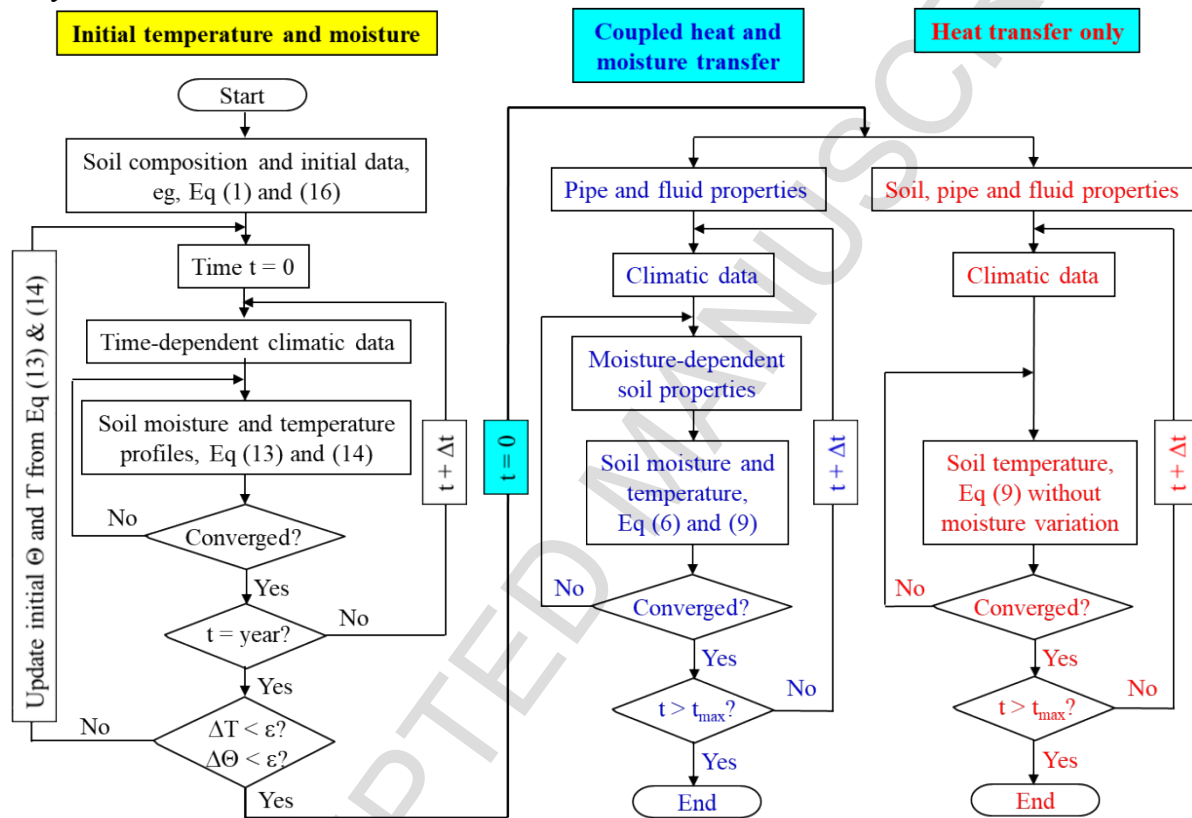 Initial temperature and moisture
Start
Soil composition and initial data,
eg, Eq (1) and (16)
Time t = 0
Time-dependent climatic data
Soil moisture and temperature
profiles, Eq (13) and (14)
Converged?
No
Yes
t = year?
No
Yes
ΔT < ε?
ΔΘ < ε?
No
Yes
Update initial Θ and T from Eq (13) & (14)
t + Δt
t = 0
Coupled heat and
moisture transfer
Pipe and fluid properties
Climatic data
Moisture-dependent
soil properties
Soil moisture and
temperature,
Eq (6) and (9)
Converged?
No
Yes
t > tmax?
No
Yes
End
t + Δt
Heat transfer only
Soil, pipe and fluid properties
Climatic data
Soil temperature,
Eq (9) without
moisture variation
Converged?
No
Yes
t > tmax?
No
Yes
End
t + Δt
PTED MANUSCR